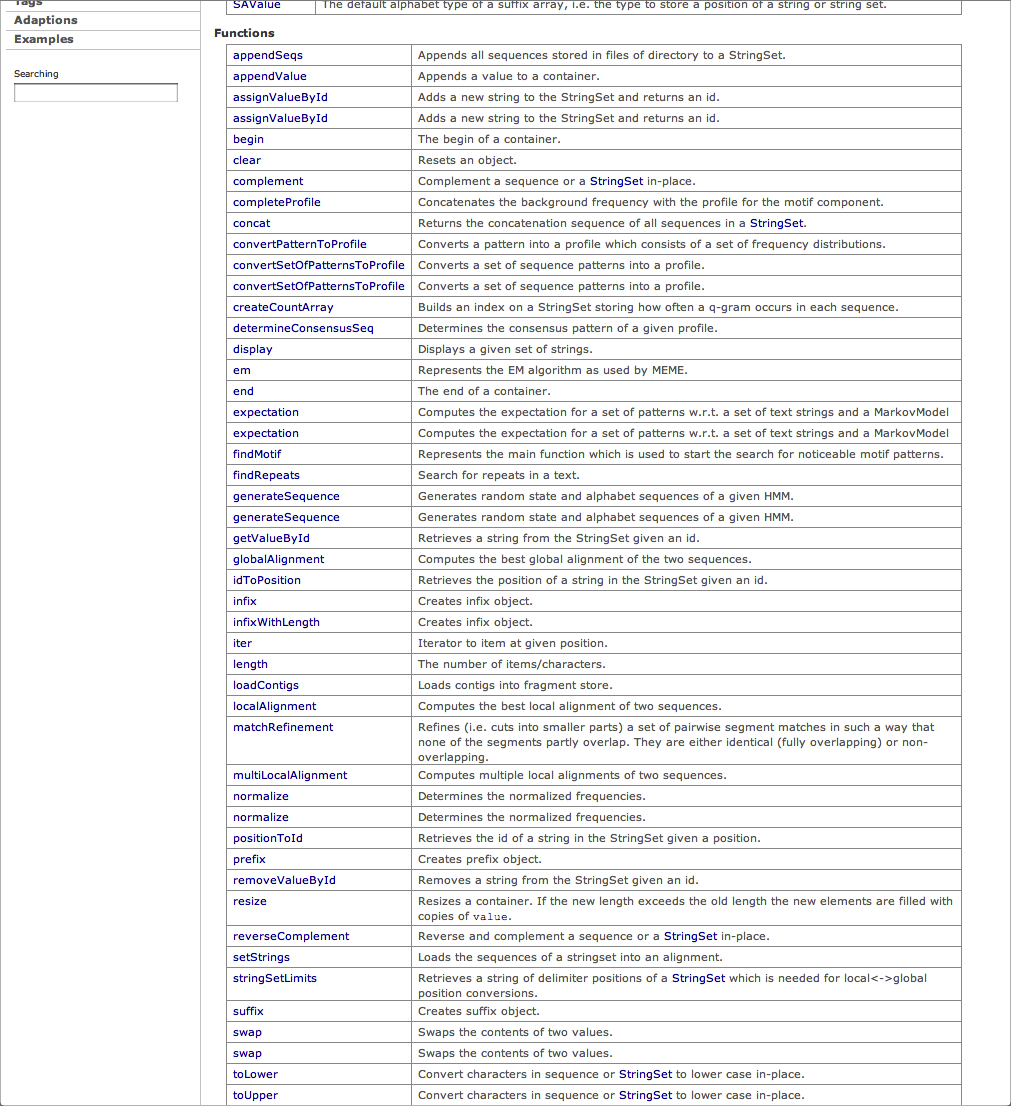 Tags
Adaptions
Examples
Searching
SAValue The default alphabet type of a suffix array, i.e. the type to store a position of a string or string set.
Functions
appendSeqs Appends all sequences stored in files of directory to a StringSet.
appendValue Appends a value to a container.
assignValueById Adds a new string to the StringSet and returns an id.
assignValueById Adds a new string to the StringSet and returns an id.
begin The begin of a container.
clear Resets an object.
complement Complement a sequence or a StringSet in-place.
completeProfile Concatenates the background frequency with the profile for the motif component.
concat Returns the concatenation sequence of all sequences in a StringSet.
convertPatternToProfile Converts a pattern into a profile which consists of a set of frequency distributions.
convertSetOfPatternsToProfile Converts a set of sequence patterns into a profile.
convertSetOfPatternsToProfile Converts a set of sequence patterns into a profile.
createCountArray Builds an index on a StringSet storing how often a q-gram occurs in each sequence.
determineConsensusSeq Determines the consensus pattern of a given profile.
display Displays a given set of strings.
em Represents the EM algorithm as used by MEME.
end The end of a container.
expectation Computes the expectation for a set of patterns w.r.t. a set of text strings and a MarkovModel
expectation Computes the expectation for a set of patterns w.r.t. a set of text strings and a MarkovModel
findMotif Represents the main function which is used to start the search for noticeable motif patterns.
findRepeats Search for repeats in a text.
generateSequence Generates random state and alphabet sequences of a given HMM.
generateSequence Generates random state and alphabet sequences of a given HMM.
getValueById Retrieves a string from the StringSet given an id.
globalAlignment Computes the best global alignment of the two sequences.
idToPosition Retrieves the position of a string in the StringSet given an id.
infix Creates infix object.
infixWithLength Creates infix object.
iter Iterator to item at given position.
length The number of items/characters.
loadContigs Loads contigs into fragment store.
localAlignment Computes the best local alignment of two sequences.
matchRefinement Refines (i.e. cuts into smaller parts) a set of pairwise segment matches in such a way that
none of the segments partly overlap. They are either identical (fully overlapping) or non-
overlapping.
multiLocalAlignment Computes multiple local alignments of two sequences.
normalize Determines the normalized frequencies.
normalize Determines the normalized frequencies.
positionToId Retrieves the id of a string in the StringSet given a position.
prefix Creates prefix object.
removeValueById Removes a string from the StringSet given an id.
resize Resizes a container. If the new length exceeds the old length the new elements are filled with
copies of value.
reverseComplement Reverse and complement a sequence or a StringSet in-place.
setStrings Loads the sequences of a stringset into an alignment.
stringSetLimits Retrieves a string of delimiter positions of a StringSet which is needed for local<->global
position conversions.
suffix Creates suffix object.
swap Swaps the contents of two values.
swap Swaps the contents of two values.
toLower Convert characters in sequence or StringSet to lower case in-place.
toUpper Convert characters in sequence or StringSet to lower case in-place.